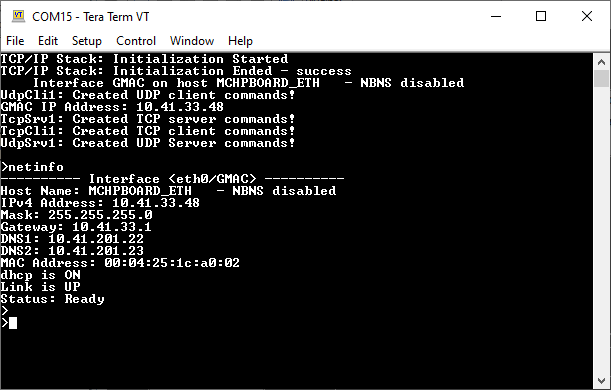 COM15 - Tera Term VT
File Edit Setup Control Window Help
TCP/IP Stack: Initialization Started
TCP/IP Stack: Initialization Ended - success
    Interface GMAC on host MCHPBOARD_ETH   - NBNS disabled
UdpCli1: Created UDP client commands!
GMAC IP Address: 10.41.33.48
TcpSrv1: Created TCP server commands!
TcpCli1: Created TCP client commands!
UdpSrv1: Created UDP Server commands!

>netinfo
---------- Interface <eth0/GMAC> ----------
Host Name: MCHPBOARD_ETH   - NBNS disabled
IPv4 Address: 10.41.33.48
Mask: 255.255.255.0
Gateway: 10.41.33.1
DNS1: 10.41.201.22
DNS2: 10.41.201.23
MAC Address: 00:04:25:1c:a0:02
dhcp is ON
Link is UP
Status: Ready
>
>